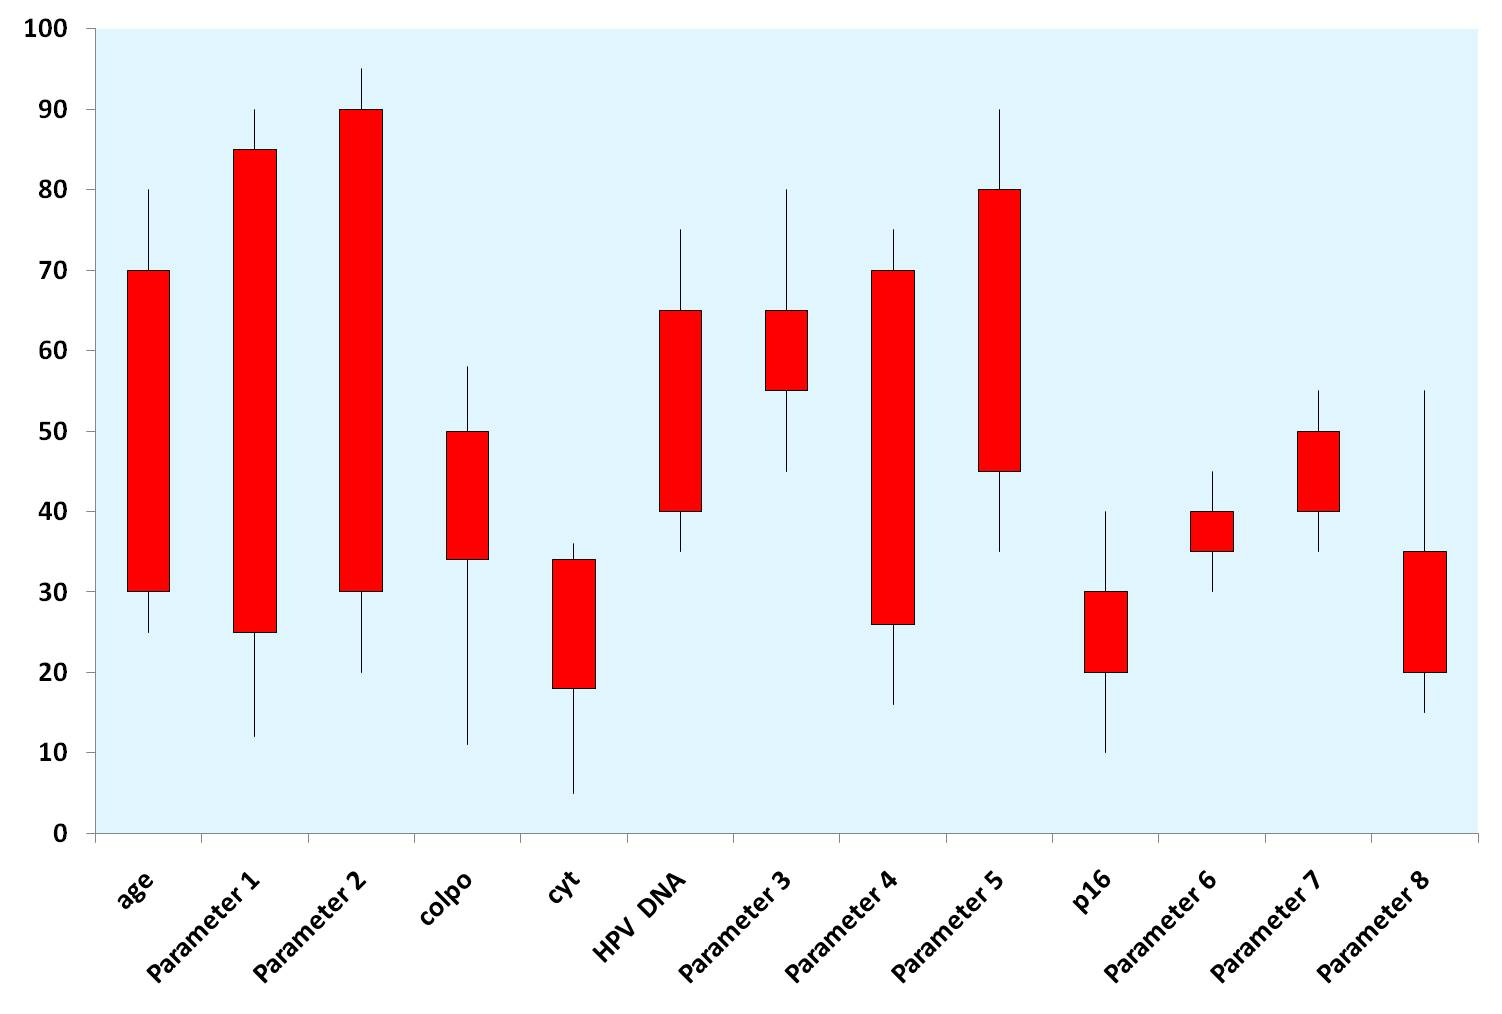 100
90
80
70
60
50
40
30
20
10
0
age
Parameter 1
Parameter 2
colpo
cyt
HPV  DNA
Parameter 3
Parameter 4
Parameter 5
p16
Parameter 6
Parameter 7
Parameter 8